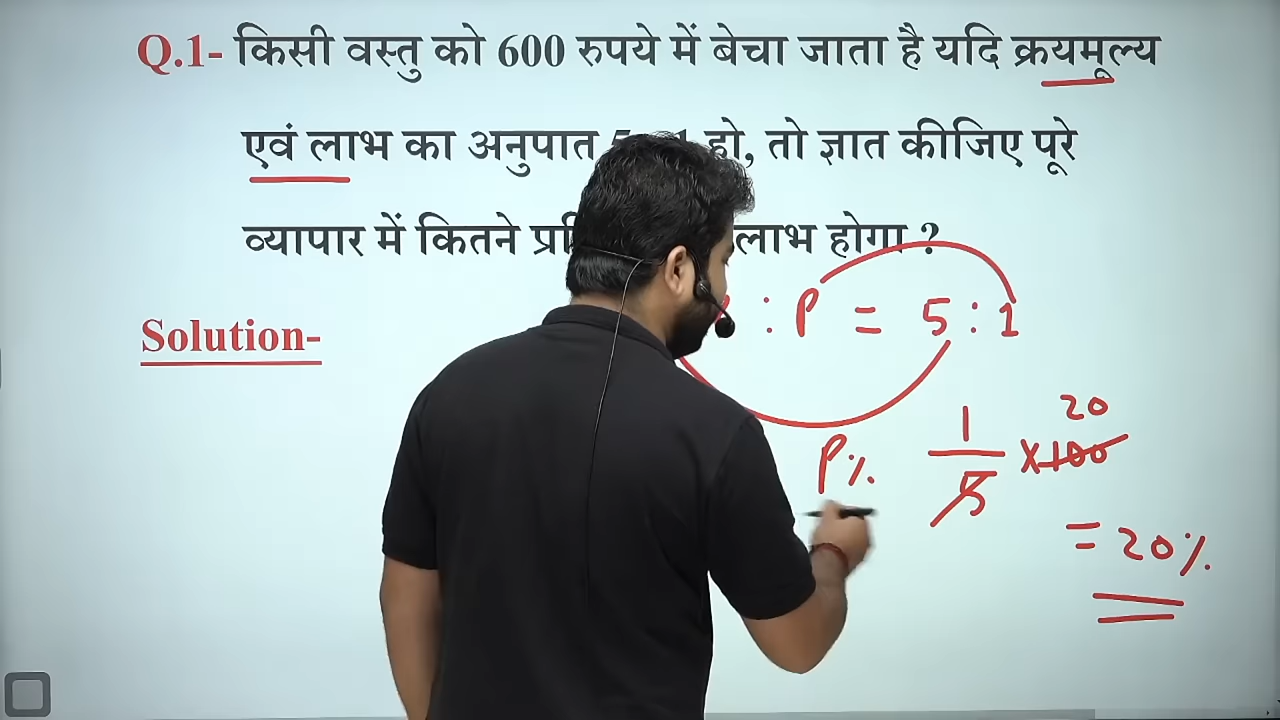 Q.1- किसी वस्तु को 600 रुपये में बेचा जाता है यदि क्रयमूल्य
एवं लाभ का अनुपात हो, तो ज्ञात कीजिए पूरे
व्यापार में कितने लाभ होगा ?
Solution-
: P = 5 : 1
P% 1/5 × 100 20
= 20%